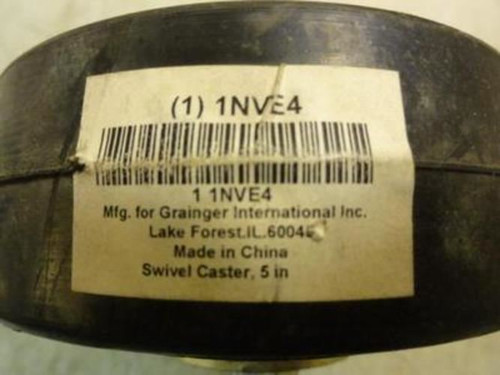 (1) 1NVE4
1 1NVE4
Mfg. for Grainger International Inc.
Lake Forest.IL.
Made in China
Swivel Caster, 5 in